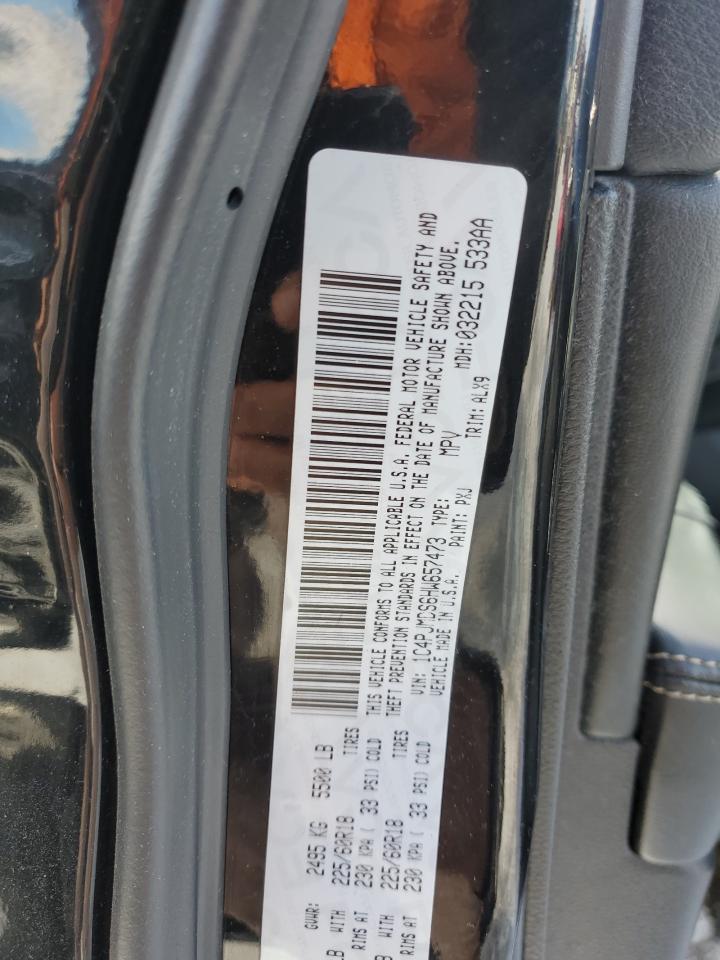 GVWR: 2495 KG 5500 LB
LB WITH 225/60R18 TIRES
RIMS AT 230 KPA ( 33 PSI) COLD
WITH 225/60R18 TIRES
RIMS AT 230 KPA ( 33 PSI) COLD
THIS VEHICLE CONFORMS TO ALL APPLICABLE U.S.A. FEDERAL MOTOR VEHICLE SAFETY AND
THEFT PREVENTION STANDARDS IN EFFECT ON THE DATE OF MANUFACTURE SHOWN ABOVE.
VIN: 1C4PJMCS6HW657473 TYPE: MPV MDH:032215 533AA
VEHICLE MADE IN U.S.A. PAINT: PXJ TRIM: ALX9